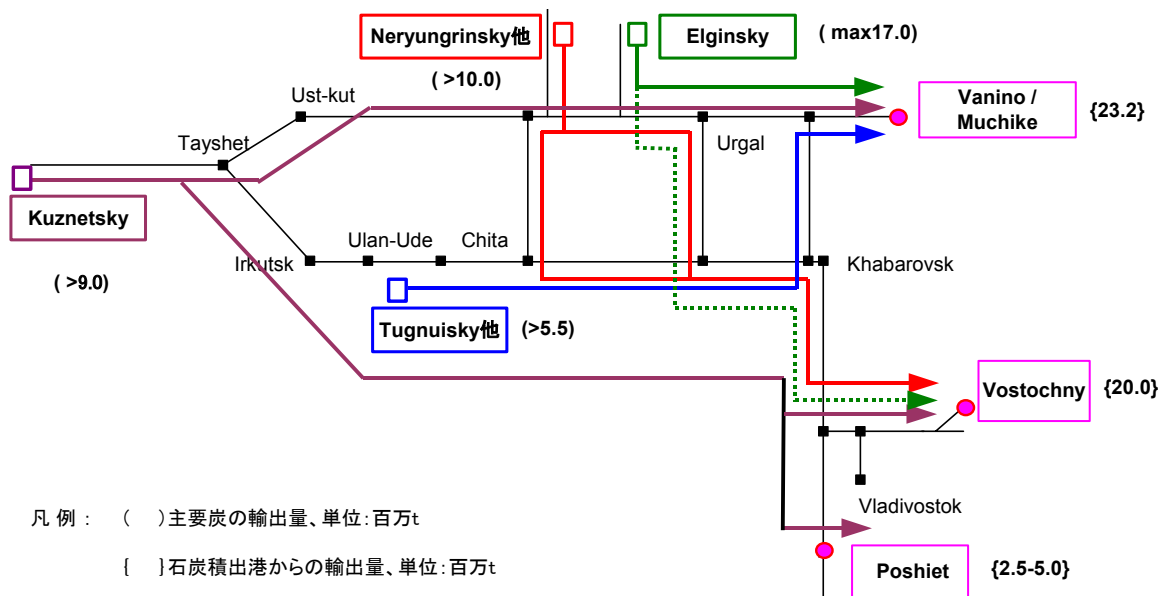 Neryungrinsky他
Elginsky
( max17.0)
( >10.0)
Ust-kut
Vanino /
Muchike
{23.2}
Tayshet
Urgal
Kuznetsky
Ulan-Ude
Chita
Irkutsk
Khabarovsk
( >9.0)
Tugnuisky他
(>5.5)
Vostochny
{20.0}
Vladivostok
凡 例 : ( )主要炭の輸出量、単位:百万t
{ }石炭積出港からの輸出量、単位:百万t
Poshiet
{2.5-5.0}